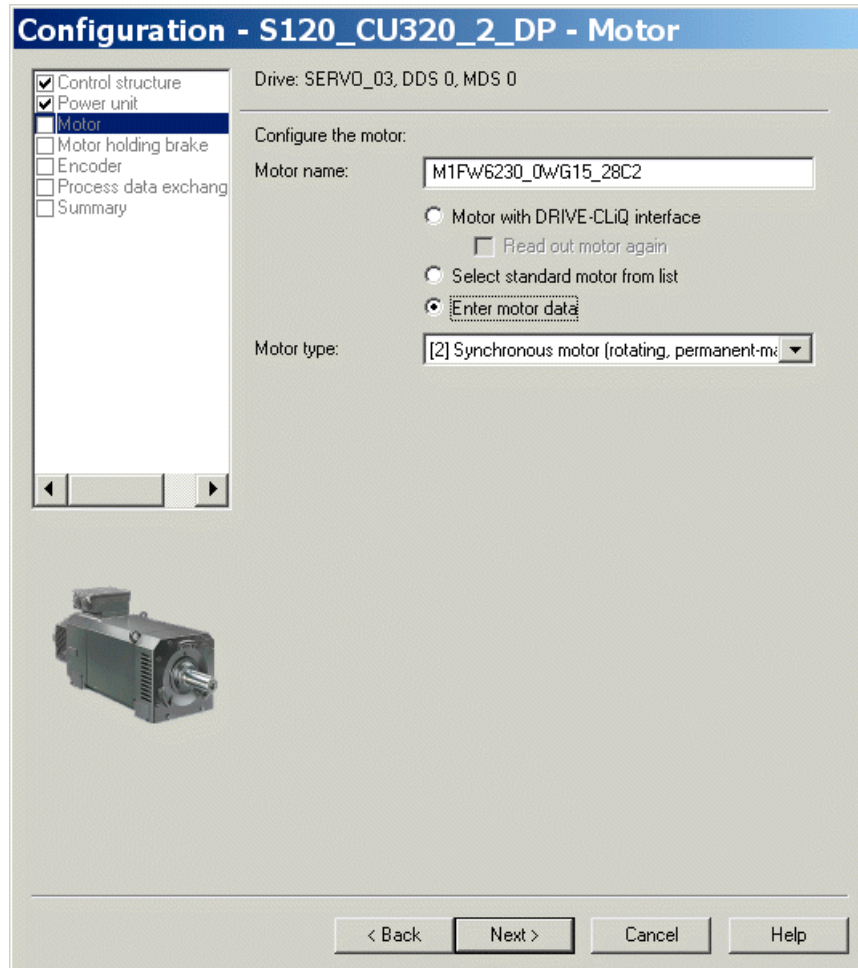 Configuration - S120_CU320_2_DP - Motor
Control structure
Power unit
Motor
Motor holding brake
Encoder
Process data exchang
Summary
Drive: SERVO_03, DDS 0, MDS 0
Configure the motor:
Motor name:
M1FW6230_0WG15_28C2
Motor with DRIVE-CLiQ interface
Read out motor again
Select standard motor from list
Enter motor data
Motor type:
[2] Synchronous motor (rotating, permanent-ma
< Back
Next >
Cancel
Help